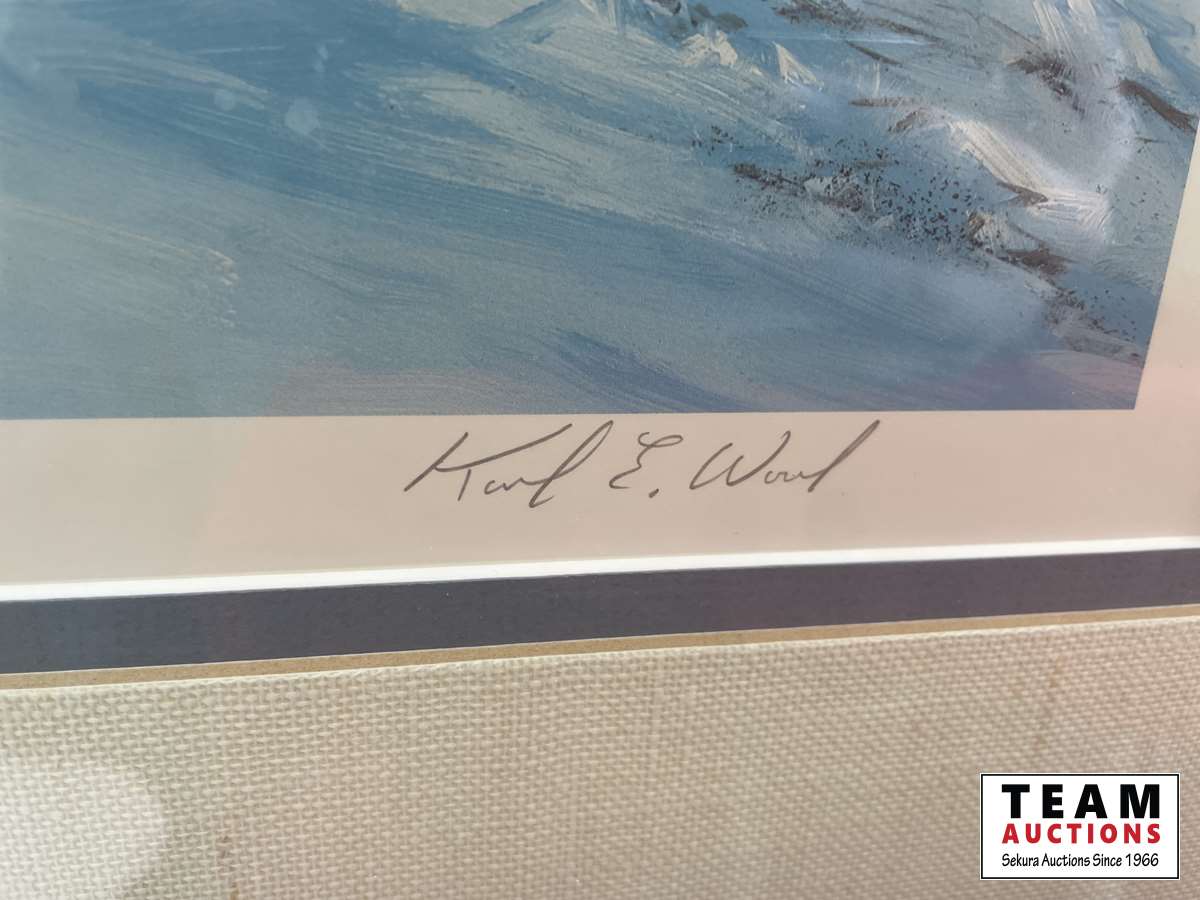 Karl E. Wood
TEAM
AUCTIONS
Sekura Auctions Since 1966